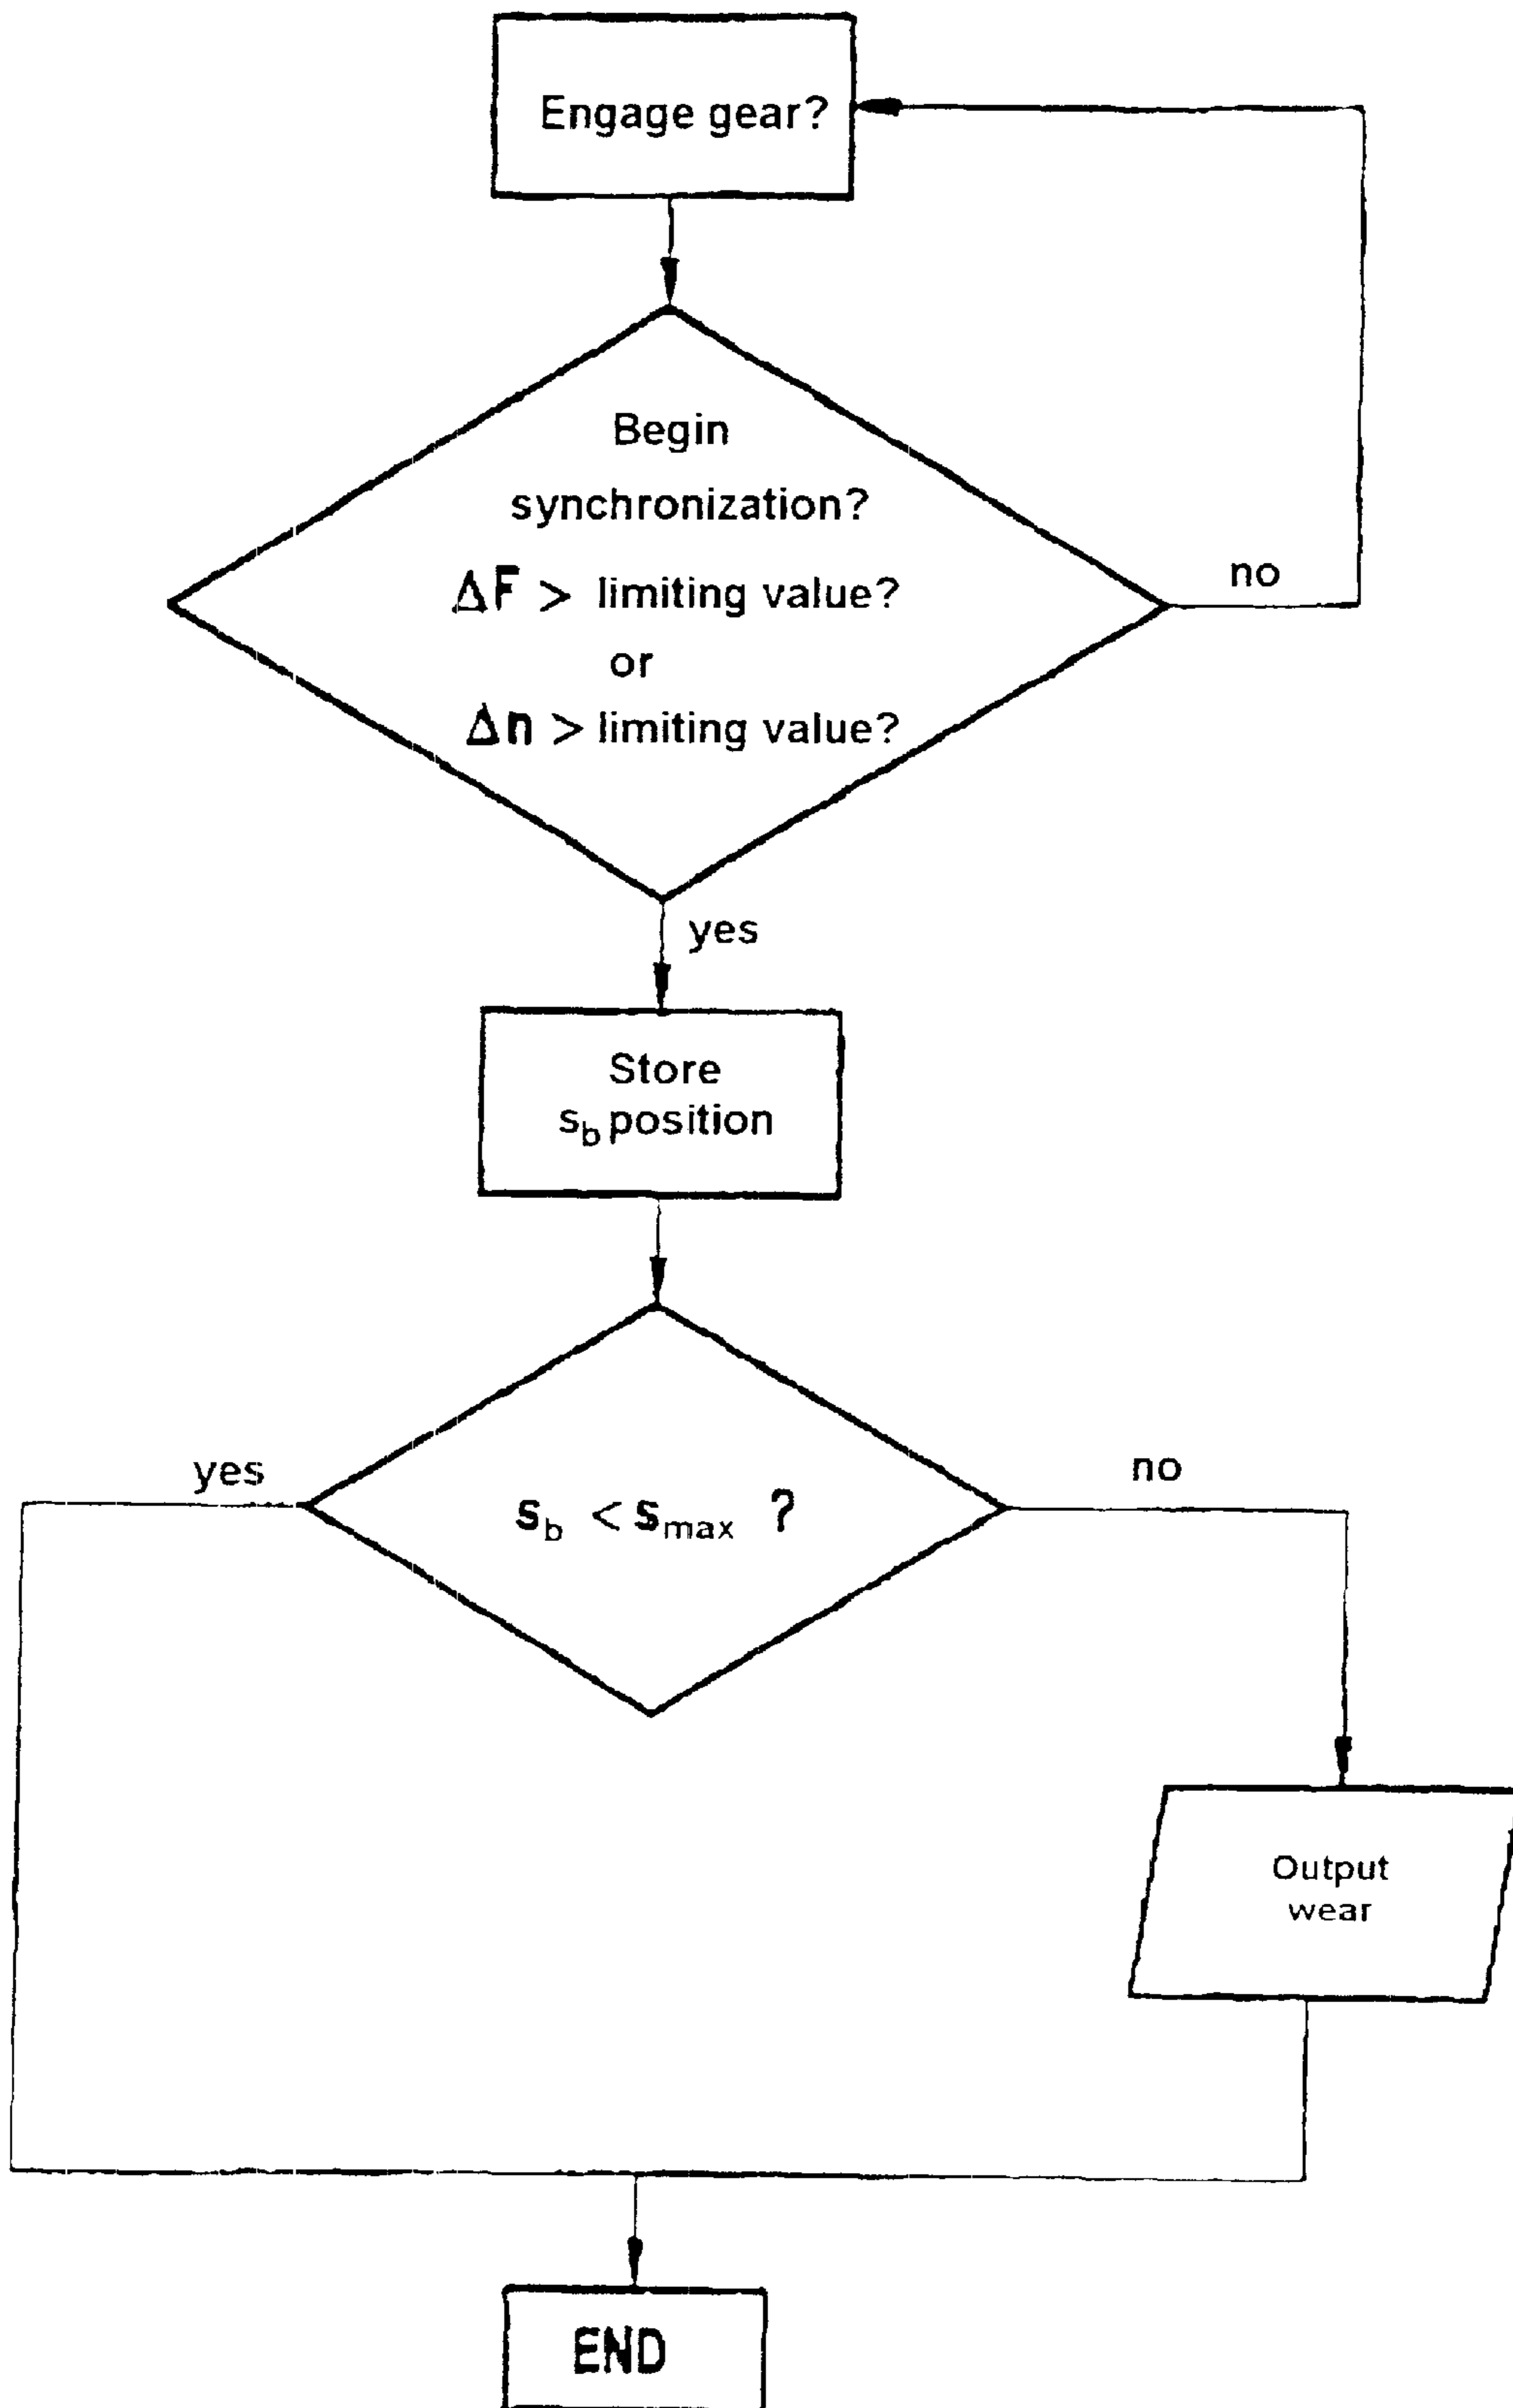 Engage gear?
Begin
synchronization?
ΔF > limiting value?
or
Δn > limiting value?
no
yes
Store
s_b position
yes
no
s_b < s_max ?
Output
wear
END